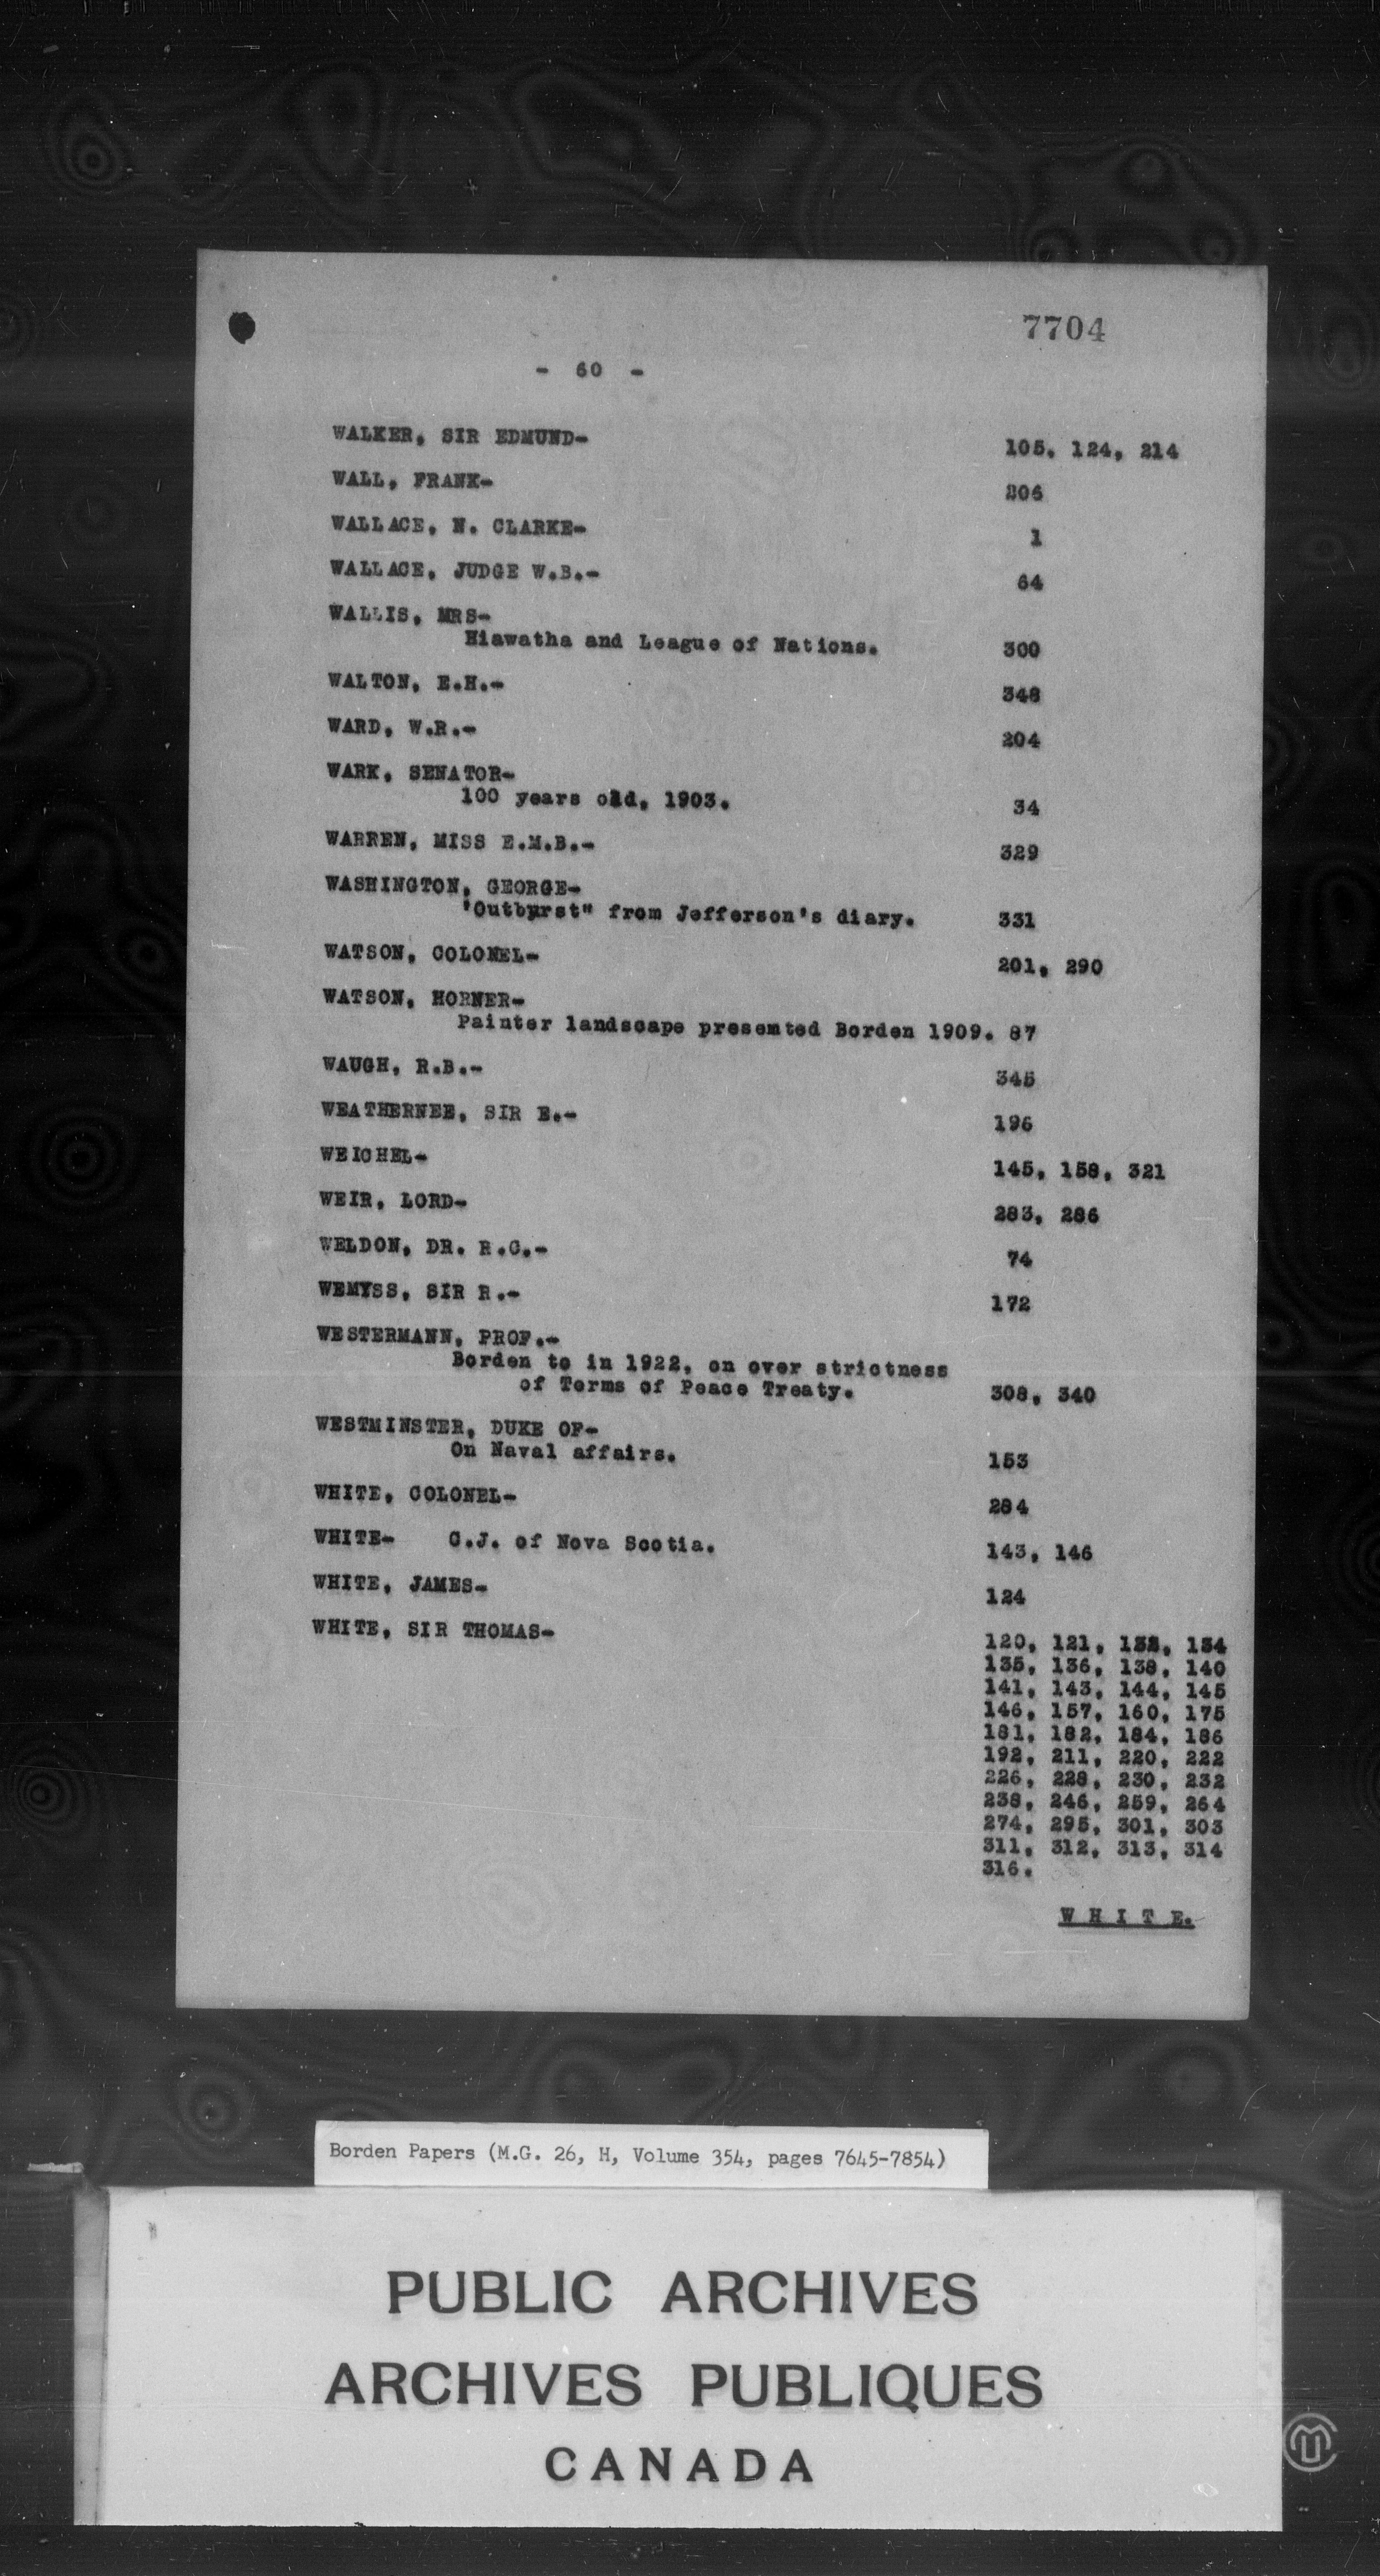 7704
- 60 -
WALKER, SIR EDMUND- 105, 124, 214
WALL, FRANK- 206
WALLACE, N. CLARKE- 1
WALLACE, JUDGE W.B.- 64
WALLIS, MRS-
Hiawatha and League of Nations. 300
WALTON, E.H.- 348
WARD, W.R.- 204
WARK, SENATOR-
100 years old, 1903. 34
WARREN, MISS E.M.B.- 329
WASHINGTON, GEORGE-
"Outburst" from Jefferson's diary. 331
WATSON, COLONEL- 201, 290
WATSON, HORNER-
Painter landscape presented Borden 1909. 87
WAUGH, R.B.- 345
WEATHERNEE, SIR E.- 196
WEICHEL- 145, 158, 321
WEIR, LORD- 283, 286
WELDON, DR. R.C.- 74
WEMYSS, SIR R.- 172
WESTERMANN, PROF.-
Borden to in 1922, on over strictness
of Terms of Peace Treaty. 308, 340
WESTMINSTER, DUKE OF-
On Naval affairs. 153
WHITE, COLONEL- 284
WHITE- C.J. of Nova Scotia. 143, 146
WHITE, JAMES- 124
WHITE, SIR THOMAS- 120, 121, 134
135, 136, 138, 140
141, 143, 144, 145
146, 157, 160, 175
181, 182, 184, 186
192, 211, 220, 222
226, 228, 230, 232
238, 246, 259, 264
274, 295, 301, 303
311, 312, 313, 314
316.
W H I T E.
Borden Papers (M.G. 26, H, Volume 354, pages 7645-7854)
PUBLIC ARCHIVES
ARCHIVES PUBLIQUES
CANADA